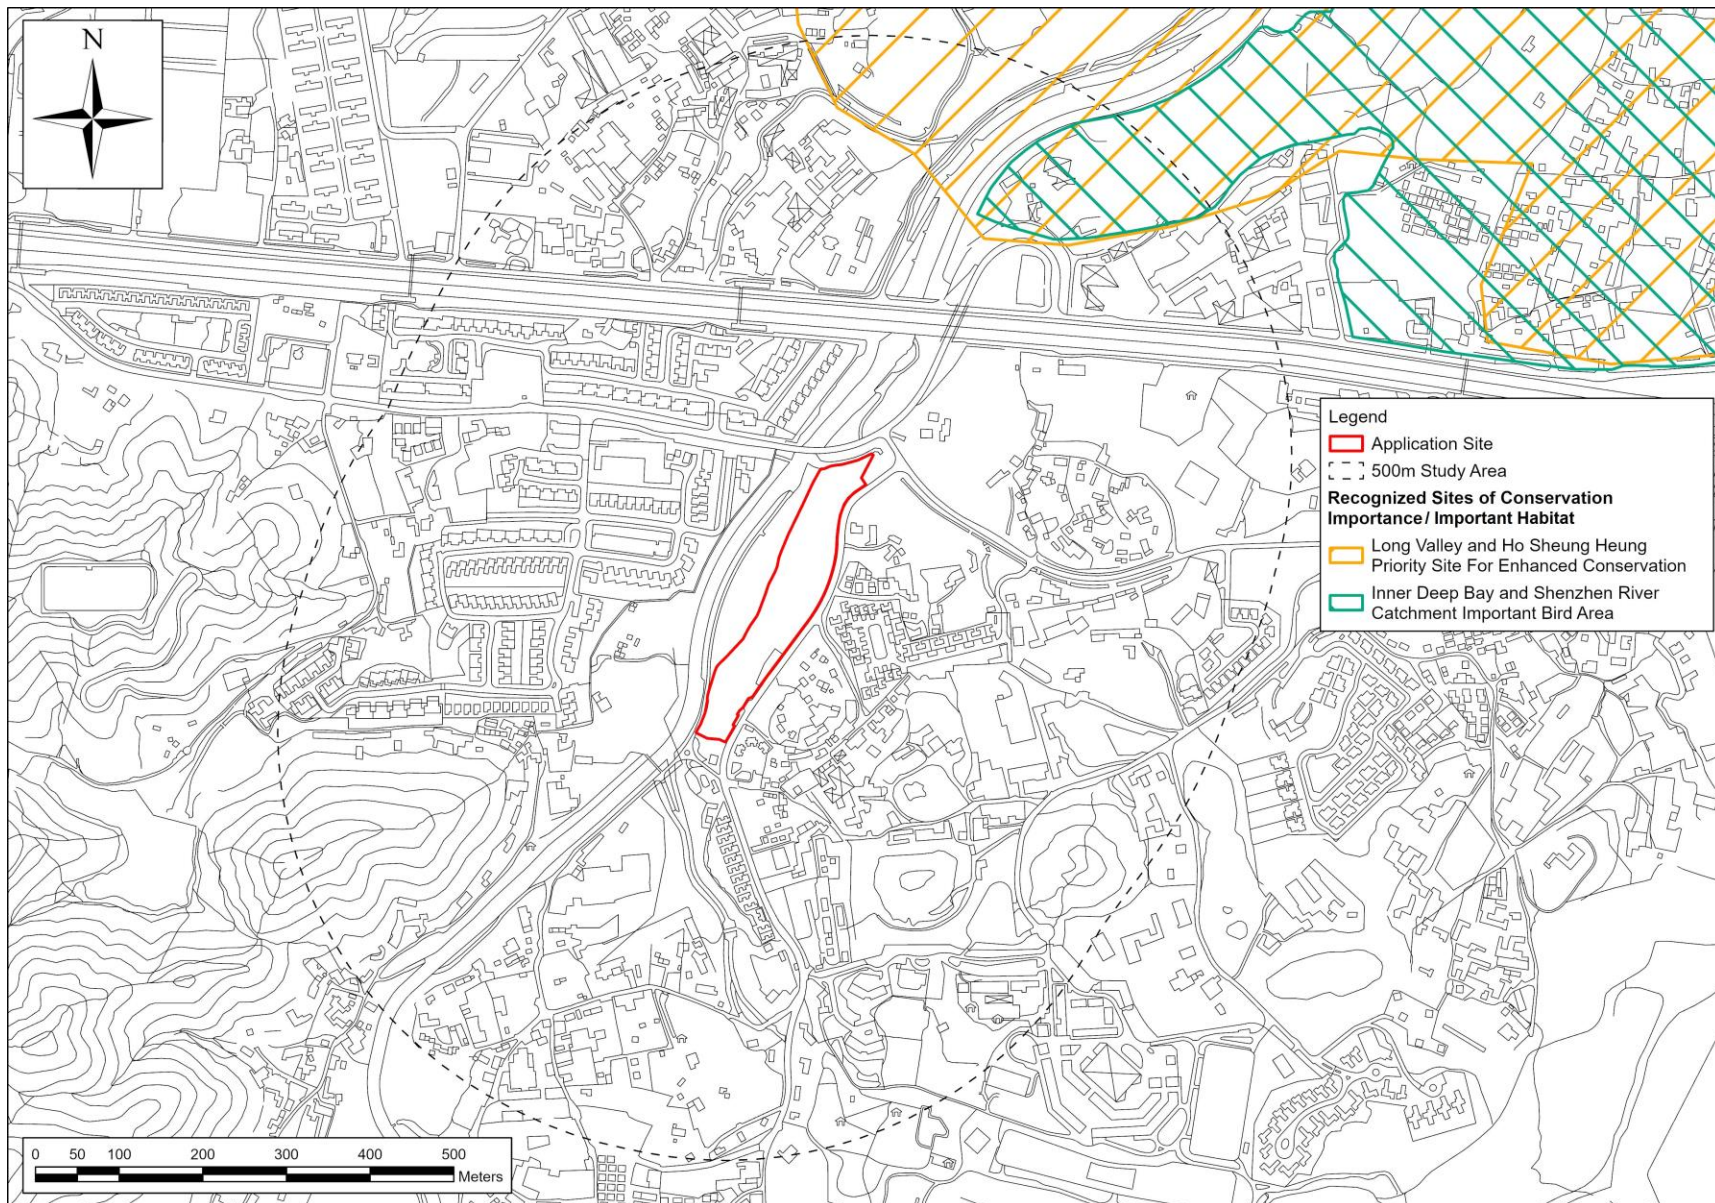 N
Legend
Application Site
500m Study Area
Recognized Sites of Conservation
Importance / Important Habitat
Long Valley and Ho Sheung Heung
Priority Site For Enhanced Conservation
Inner Deep Bay and Shenzhen River
Catchment Important Bird Area
0 50 100 200 300 400 500
Meters